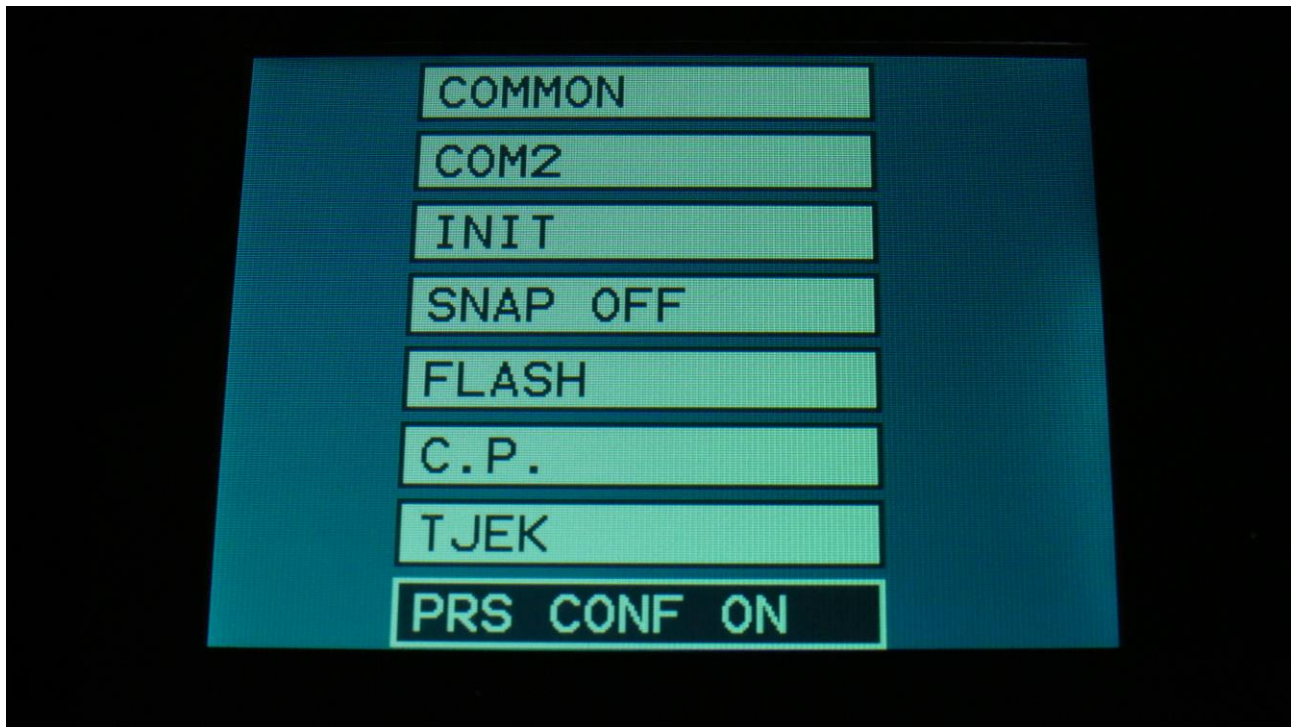 COMMON
COM2
INIT
SNAP OFF
FLASH
C.P.
TJEK
PRS CONF ON